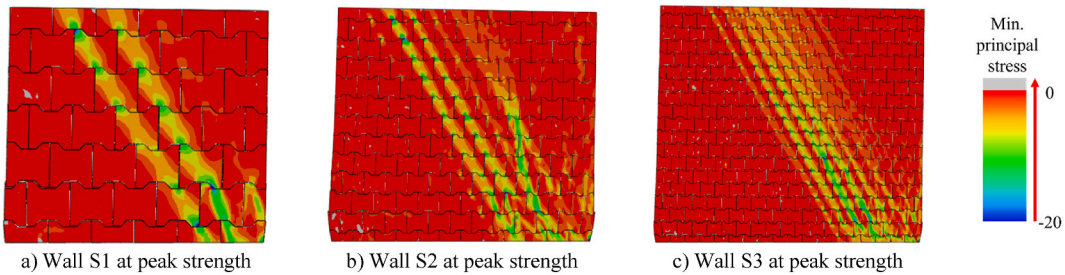 Min.
principal
stress
0
-20
a) Wall S1 at peak strength
b) Wall S2 at peak strength
c) Wall S3 at peak strength